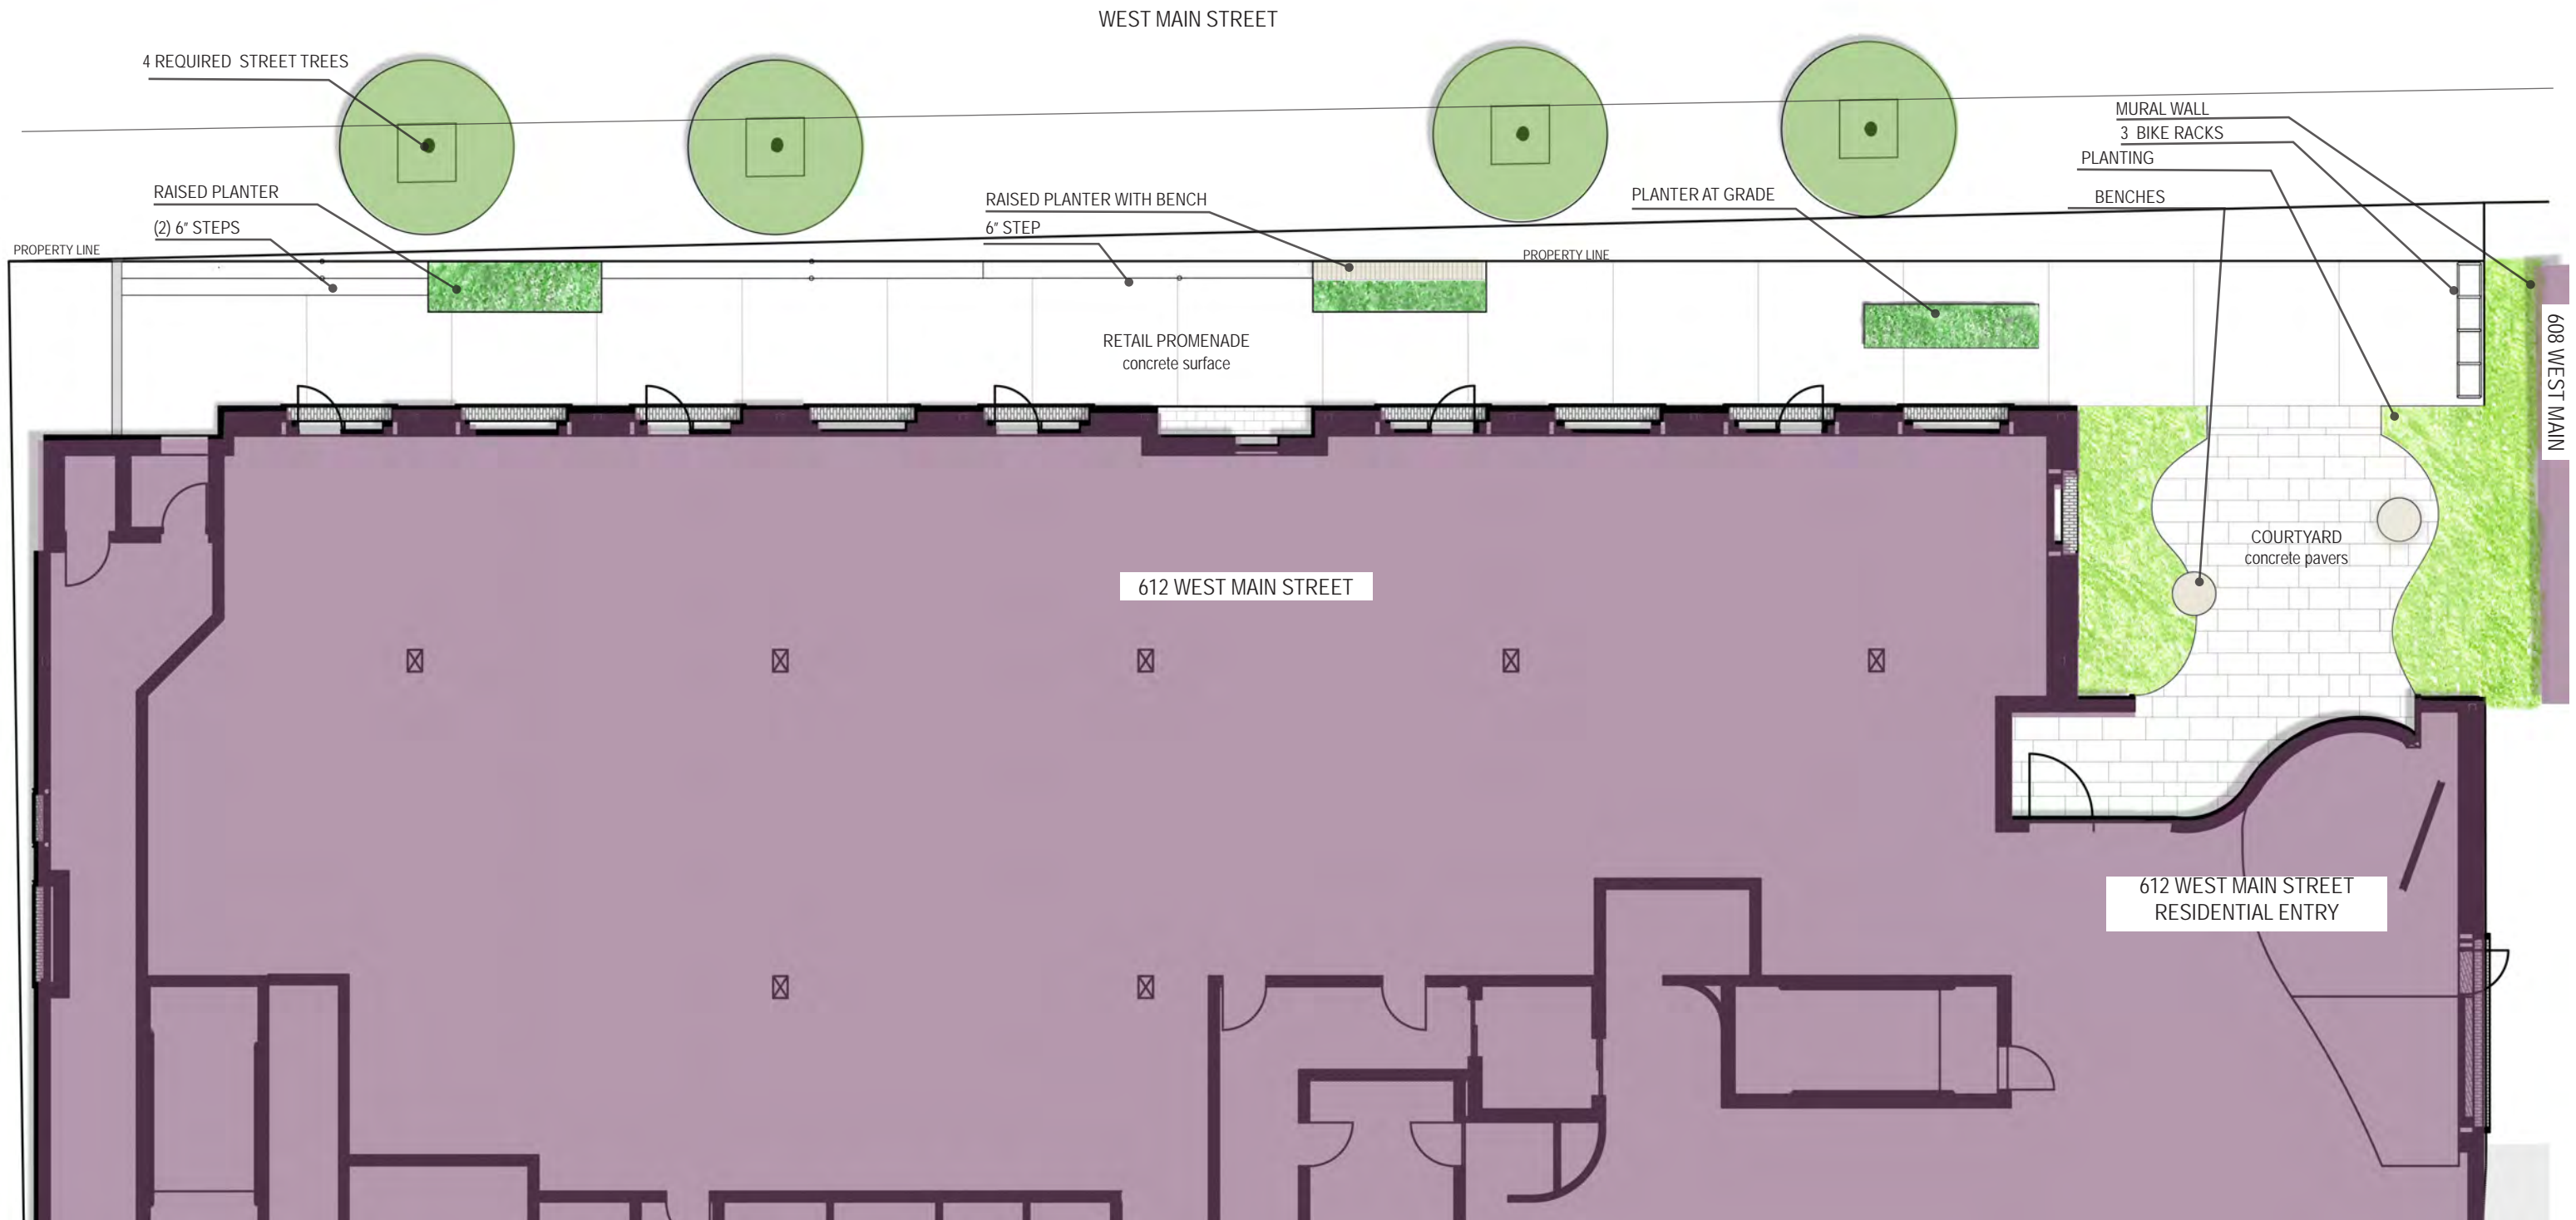 WEST MAIN STREET
4 REQUIRED STREET TREES
MURAL WALL
3 BIKE RACKS
PLANTING
BENCHES
RAISED PLANTER
(2) 6" STEPS
RAISED PLANTER WITH BENCH
6" STEP
PLANTER AT GRADE
PROPERTY LINE
PROPERTY LINE
RETAIL PROMENADE
concrete surface
608 WEST MAIN
COURTYARD
concrete pavers
612 WEST MAIN STREET
612 WEST MAIN STREET
RESIDENTIAL ENTRY